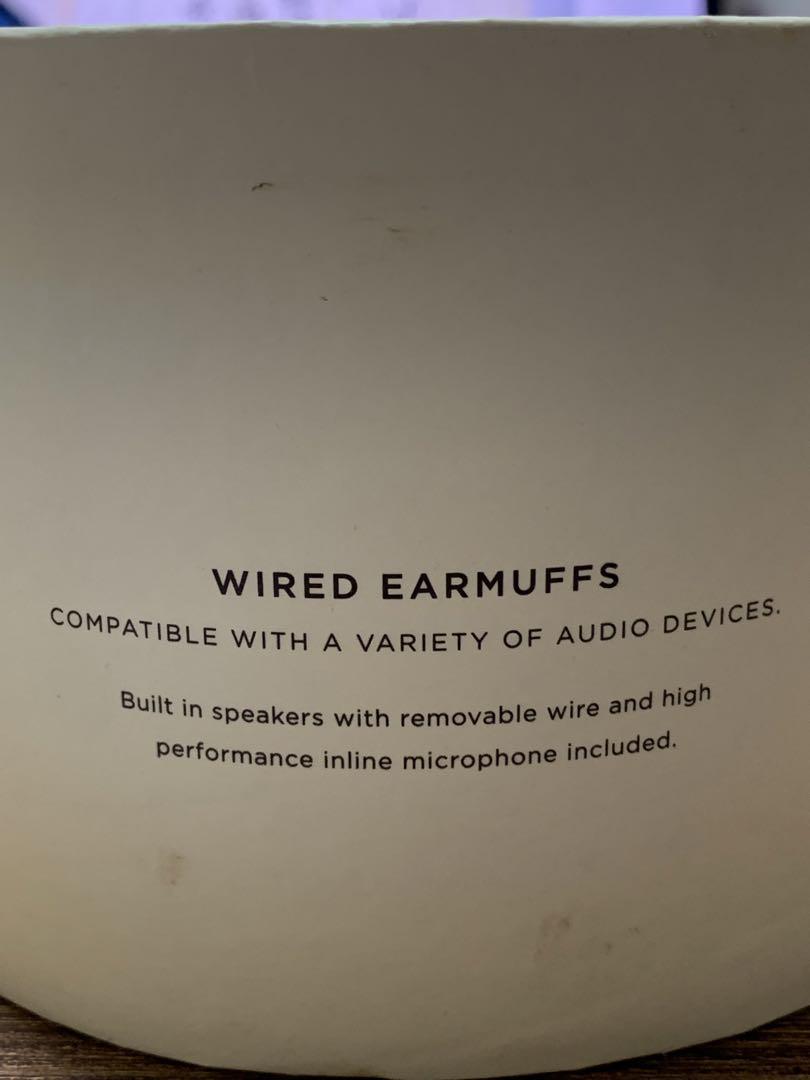 WIRED EARMUFFS
COMPATIBLE WITH A VARIETY OF AUDIO DEVICES.
Built in speakers with removable wire and high
performance inline microphone included.